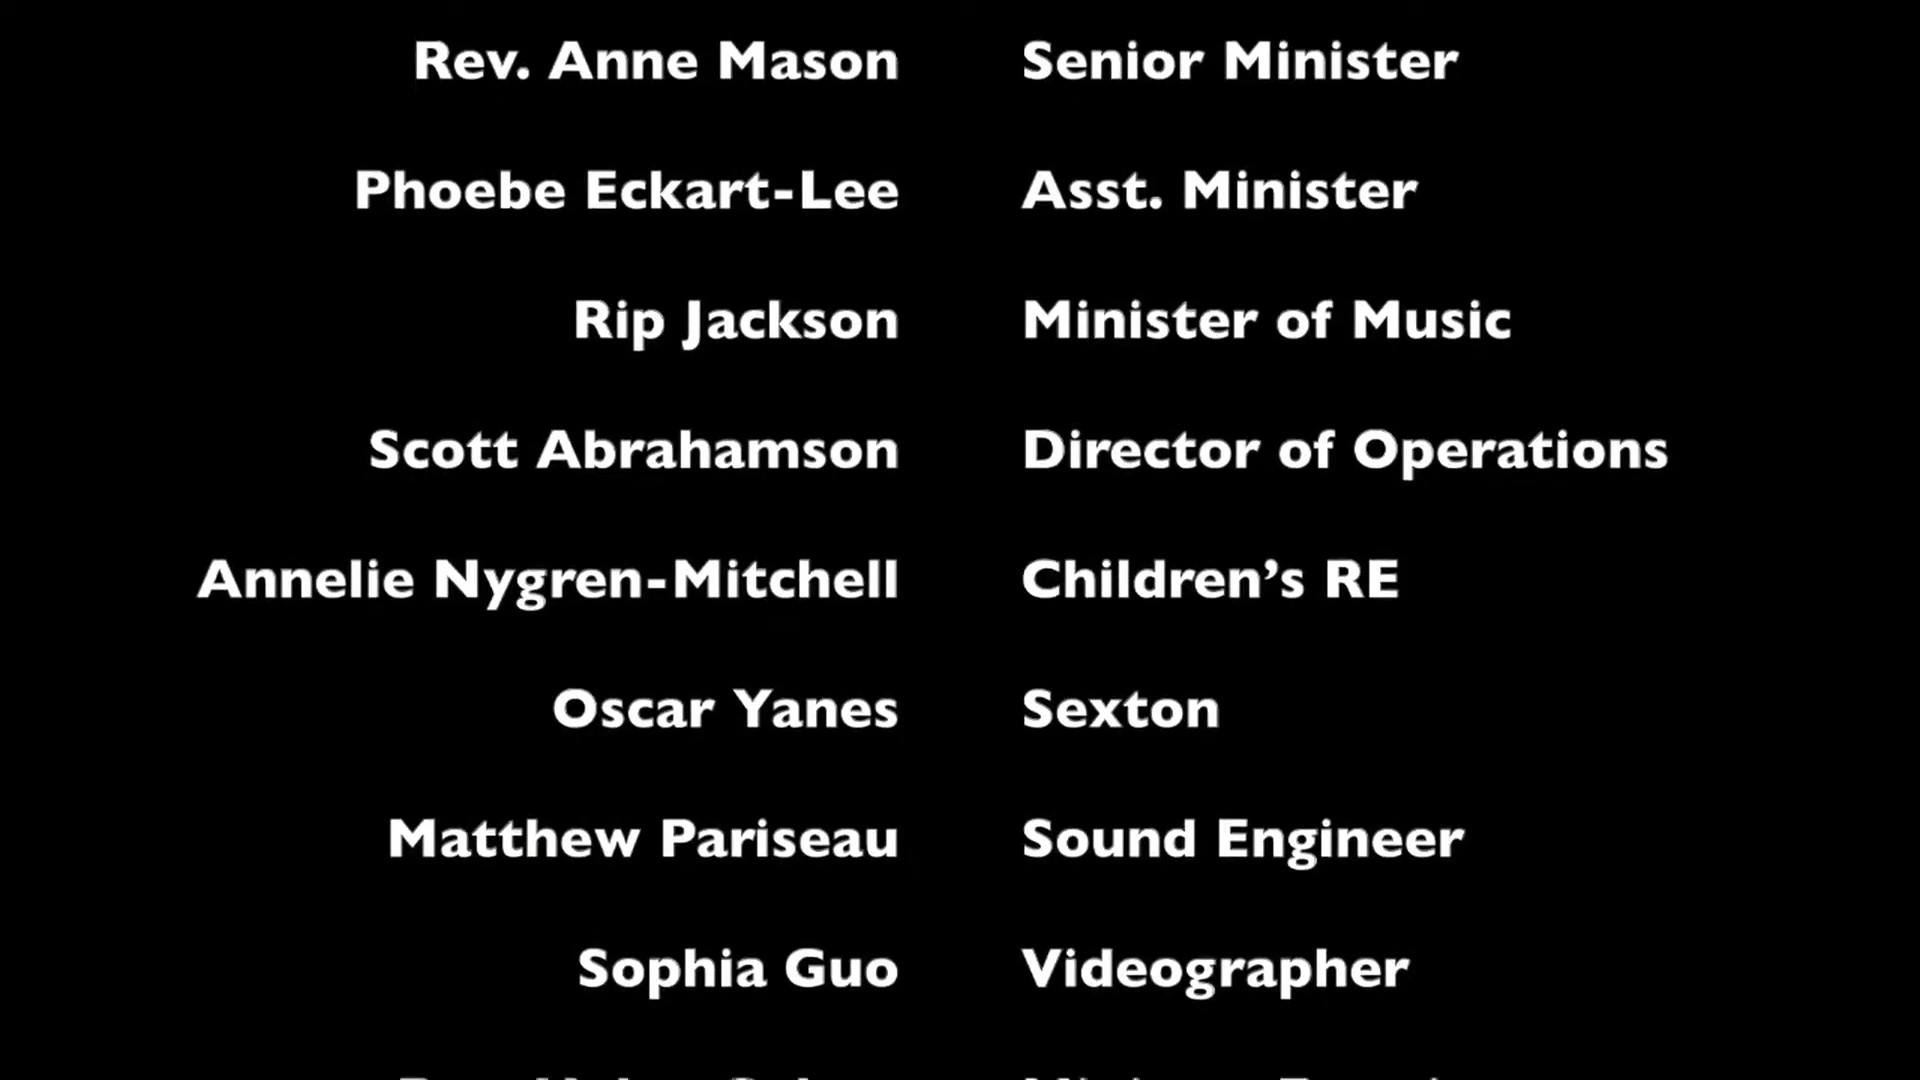 Rev. Anne Mason Senior Minister
Phoebe Eckart-Lee Asst. Minister
Rip Jackson Minister of Music
Scott Abrahamson Director of Operations
Annelie Nygren-Mitchell Children’s RE
Oscar Yanes Sexton
Matthew Pariseau Sound Engineer
Sophia Guo Videographer